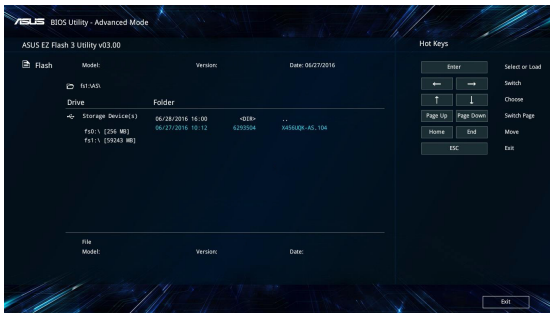 ASUS BIOS Utility - Advanced Mode
ASUS EZ Flash 3 Utility v03.00
Flash
Model: Version: Date: 06/27/2016
fs1:\AS\
Drive Folder
Storage Device(s)
fs0:\ [256 MB]
fs1:\ [59243 MB]
06/28/2016 16:00 <DIR> ..
06/27/2016 10:12 6293504 X456UQK-AS.104
File
Model: Version: Date:
Hot Keys
Enter Select or Load
← → Switch
↑ ↓ Choose
Page Up Page Down Switch Page
Home End Move
ESC Exit
Exit